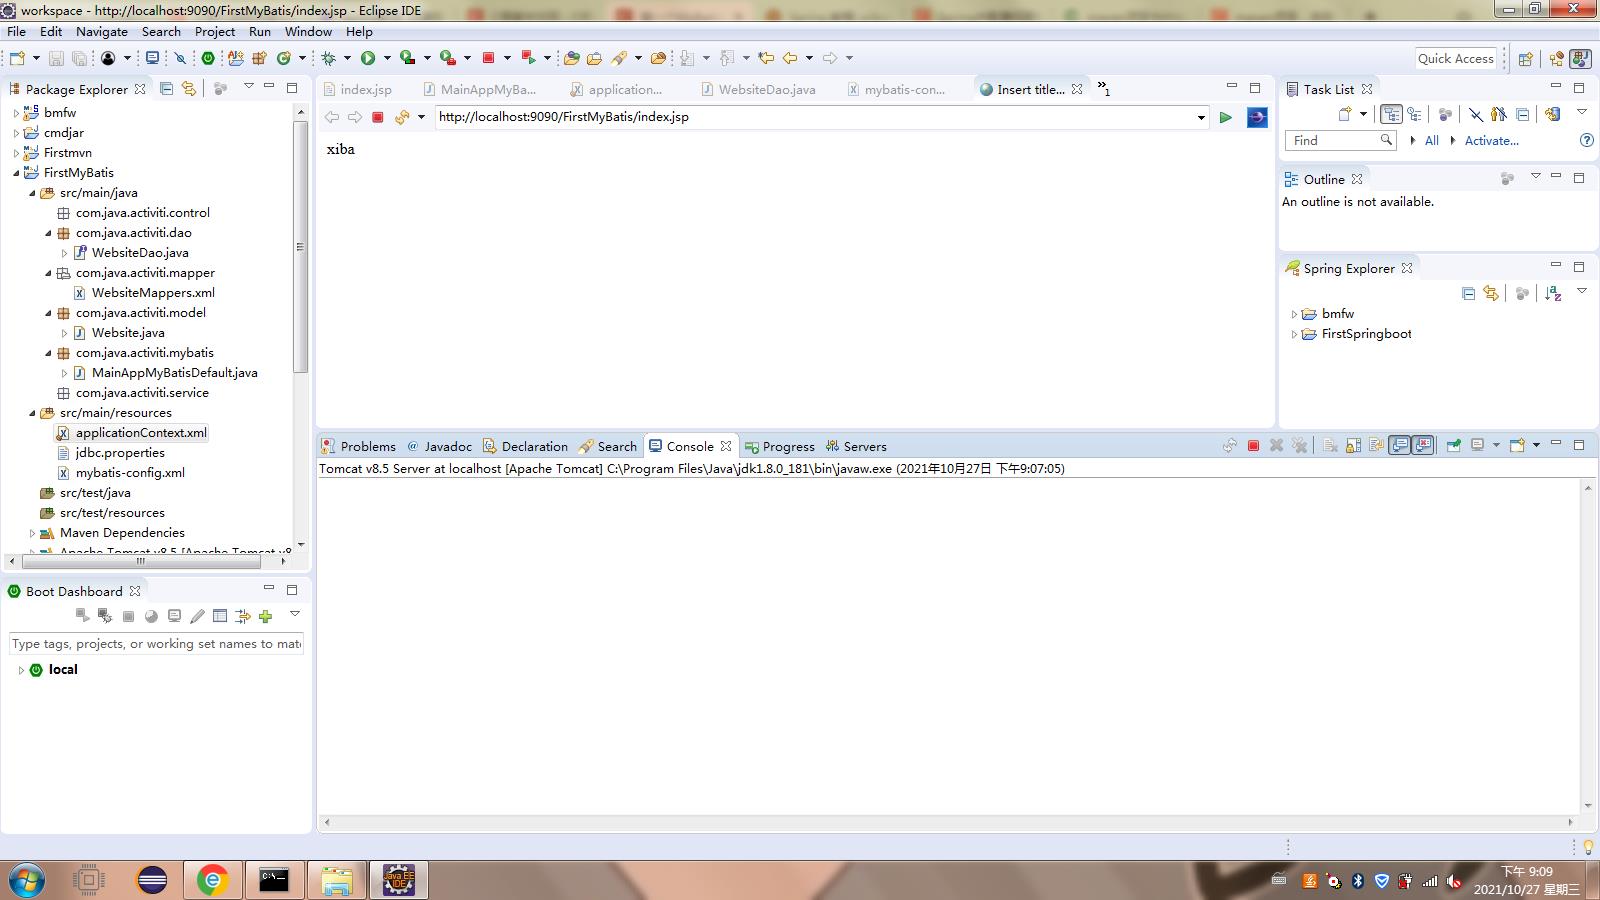 workspace - http://localhost:9090/FirstMyBatis/index.jsp - Eclipse IDE
File Edit Navigate Search Project Run Window Help
Quick Access
Package Explorer
bmfw
cmdjar
Firstmvn
FirstMyBatis
src/main/java
com.java.activiti.control
com.java.activiti.dao
WebsiteDao.java
com.java.activiti.mapper
WebsiteMappers.xml
com.java.activiti.model
Website.java
com.java.activiti.mybatis
MainAppMyBatisDefault.java
com.java.activiti.service
src/main/resources
applicationContext.xml
jdbc.properties
mybatis-config.xml
src/test/java
src/test/resources
Maven Dependencies
Apache Tomcat v8.5 [Apache Tomcat v8
Boot Dashboard
Type tags, projects, or working set names to mat
local
index.jsp MainAppMyBa... application... WebsiteDao.java mybatis-con... Insert title... »1
http://localhost:9090/FirstMyBatis/index.jsp
xiba
Task List
Find All Activate...
Outline
An outline is not available.
Spring Explorer
bmfw
FirstSpringboot
Problems Javadoc Declaration Search Console Progress Servers
Tomcat v8.5 Server at localhost [Apache Tomcat] C:\Program Files\Java\jdk1.8.0_181\bin\javaw.exe (2021年10月27日 下午9:07:05)
Java EE
IDE
下午 9:09
2021/10/27 星期三